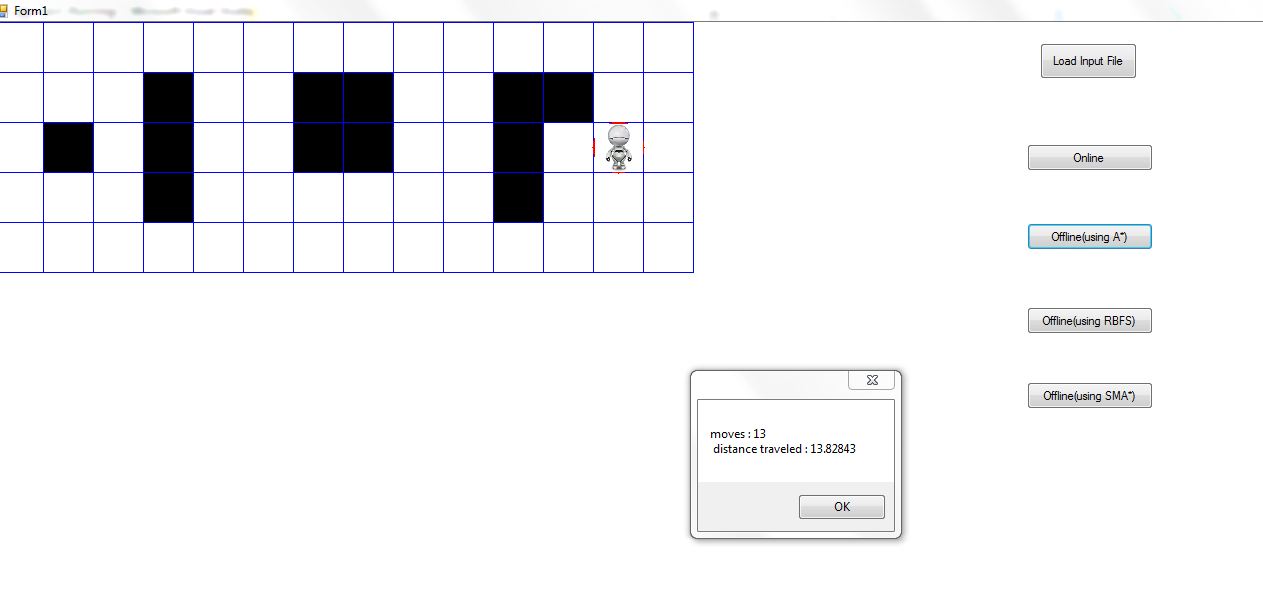 Form1
Load Input File
Online
Offline(using A*)
Offline(using RBFS)
Offline(using SMA*)
moves : 13
distance traveled : 13.82843
OK